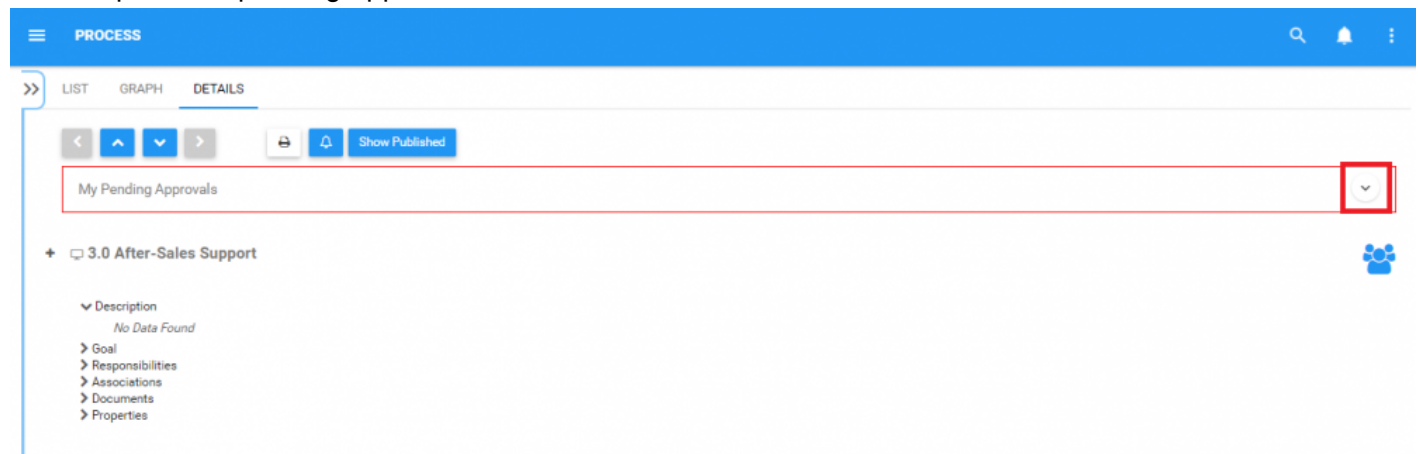 PROCESS
LIST GRAPH DETAILS
Show Published
My Pending Approvals
3.0 After-Sales Support
Description
No Data Found
Goal
Responsibilities
Associations
Documents
Properties